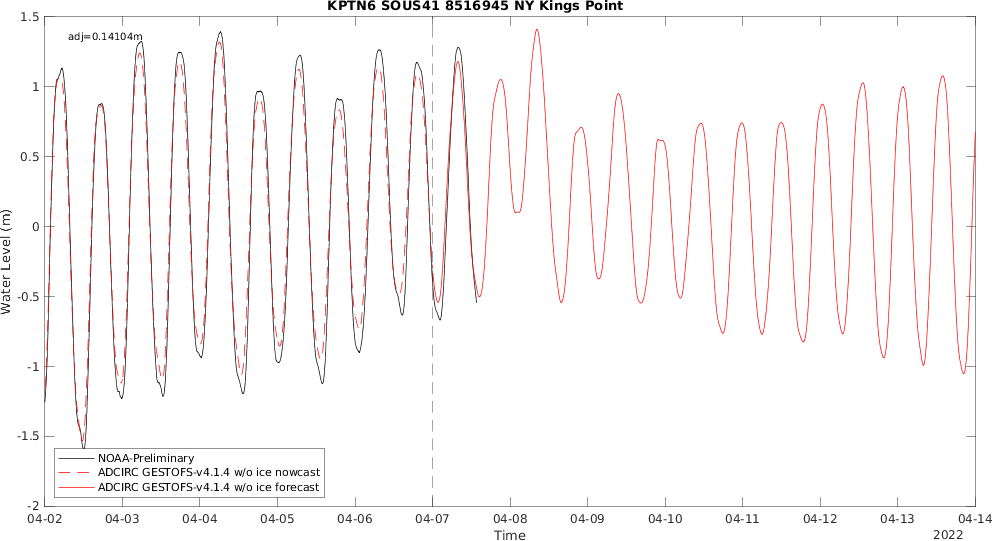 KPTN6 SOUS41 8516945 NY Kings Point
adj=0.14104m
Water Level (m)
1.5
1
0.5
0
-0.5
-1
-1.5
-2
NOAA-Preliminary
ADCIRC GESTOFS-v4.1.4 w/o ice nowcast
ADCIRC GESTOFS-v4.1.4 w/o ice forecast
04-02 04-03 04-04 04-05 04-06 04-07 04-08 04-09 04-10 04-11 04-12 04-13 04-14
Time
2022